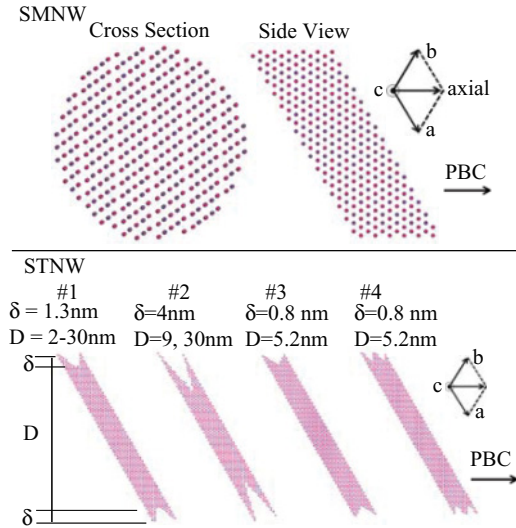 SMNW
Cross Section
Side View
b
c
axial
a
PBC
STNW
#1 #2 #3 #4
δ = 1.3nm δ=4nm δ=0.8 nm δ=0.8 nm
D = 2-30nm D=9, 30nm D=5.2nm D=5.2nm
δ
D
δ
b
c
a
PBC